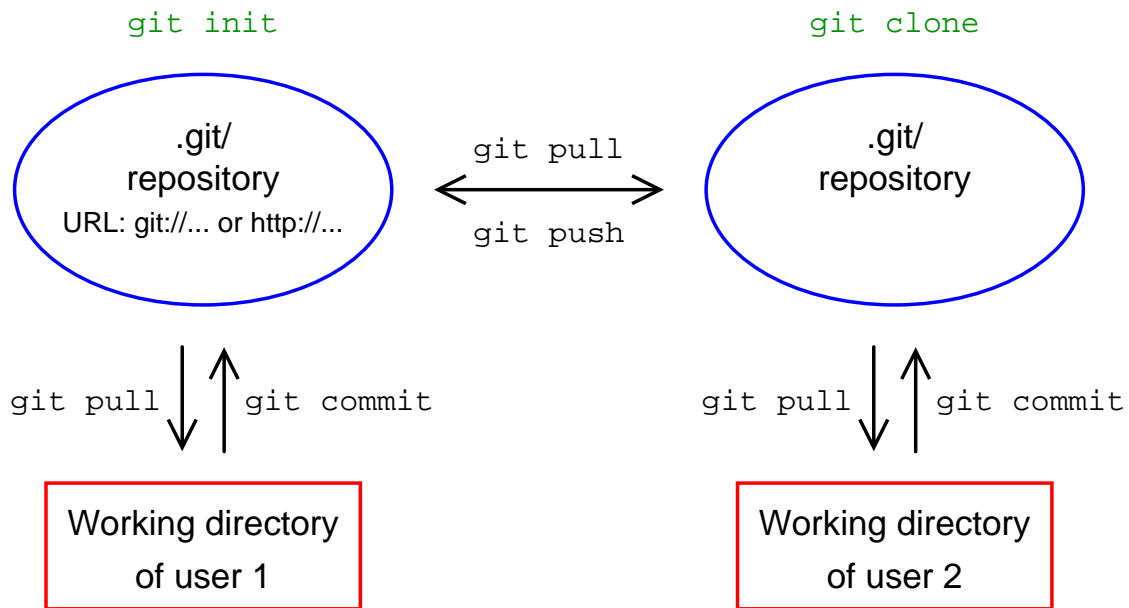 git init
git clone
.git/
repository
URL: git://... or http://...
git pull
git push
.git/
repository
git pull
git commit
git pull
git commit
Working directory
of user 1
Working directory
of user 2